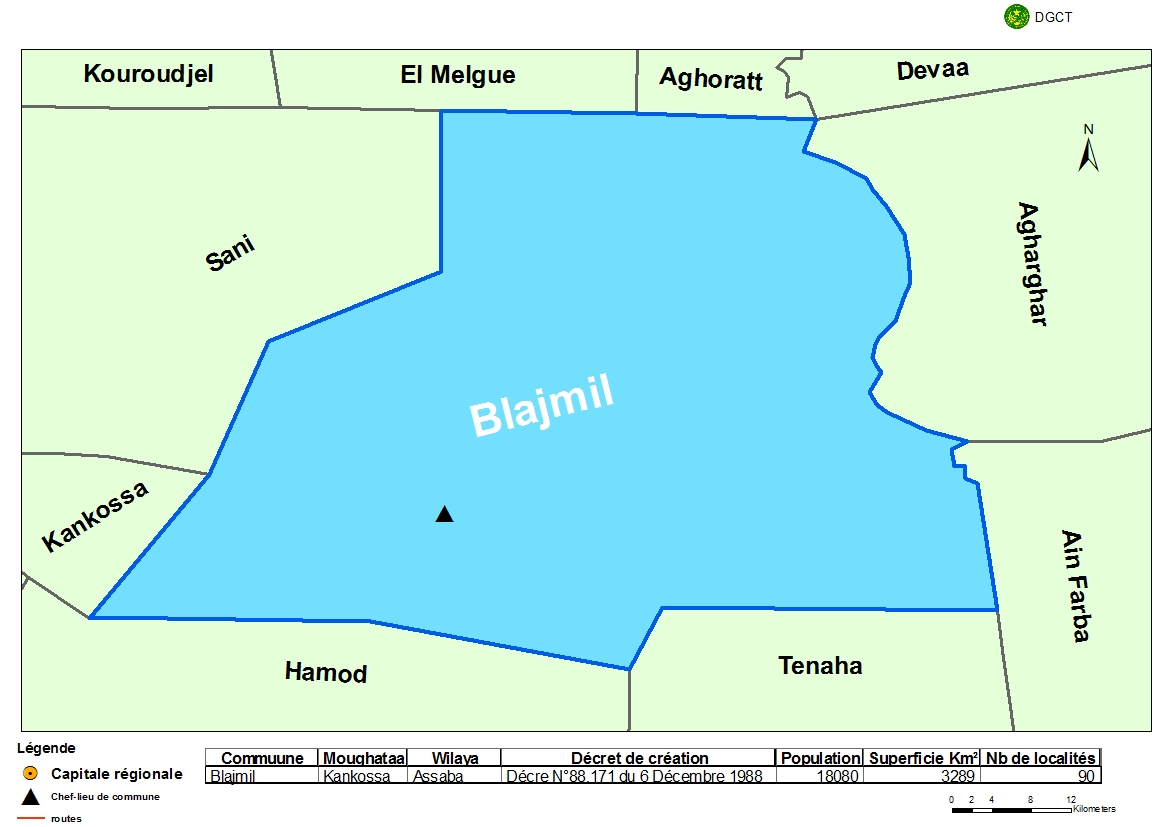 DGCT
Kouroudjel
El Melgue
Aghoratt
Devaa
N
Sani
Agharghar
Blajmil
Kankossa
Ain Farba
Hamod
Tenaha
Légende
Capitale régionale
Chef-lieu de commune
routes
Commuune Moughataa Wilaya Décret de création Population Superficie Km² Nb de localités
Blajmil Kankossa Assaba Décre N°88.171 du 6 Décembre 1988 18080 3289 90
0 2 4 8 12
Kilometers